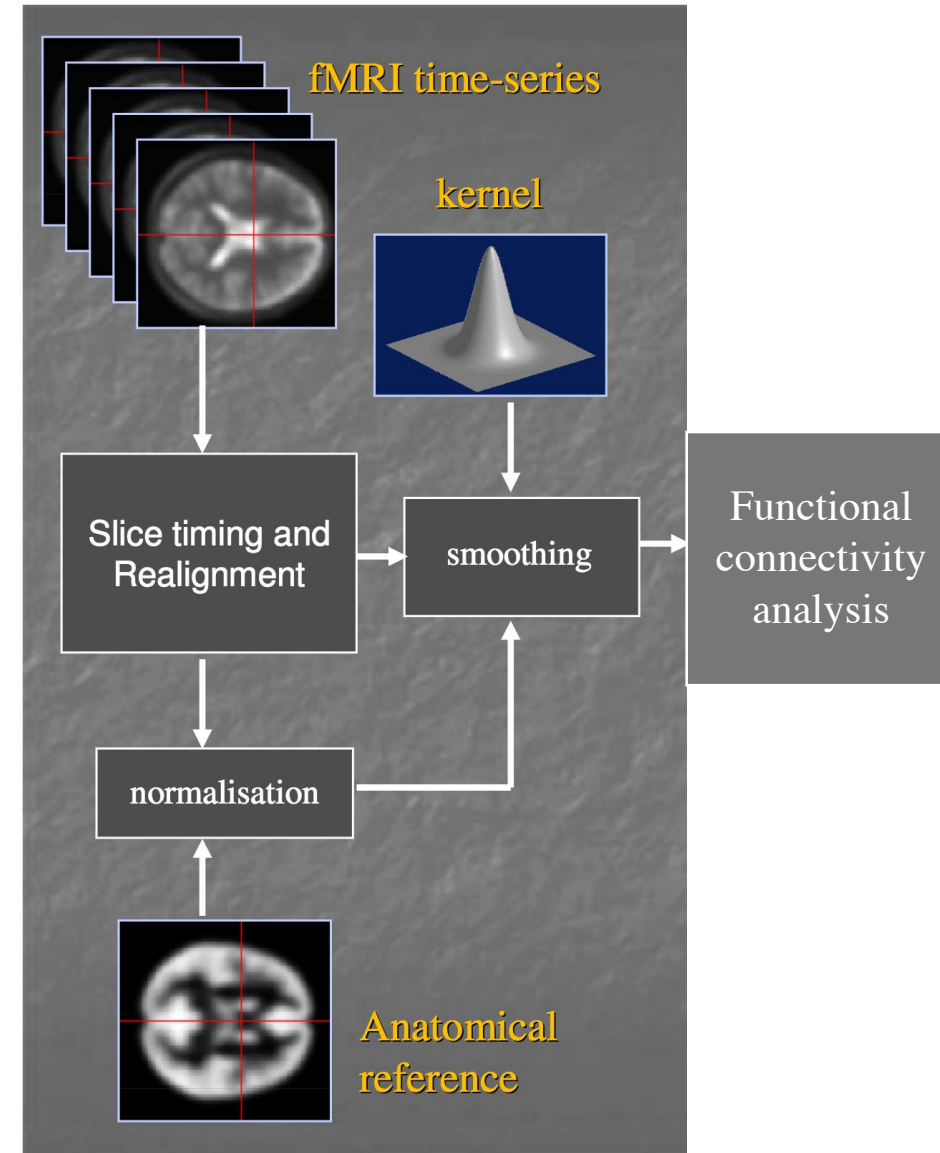 fMRI time-series
kernel
Slice timing and
Realignment
smoothing
Functional
connectivity
analysis
normalisation
Anatomical
reference